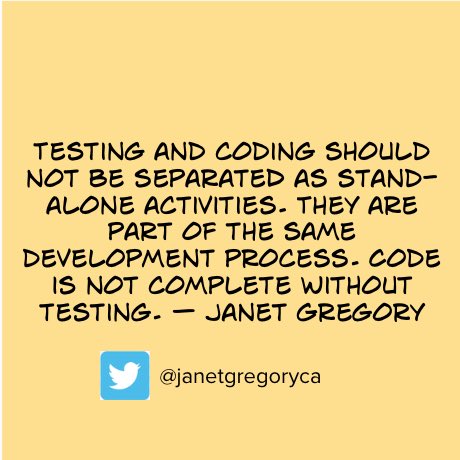 TESTING AND CODING SHOULD
NOT BE SEPARATED AS STAND-
ALONE ACTIVITIES. THEY ARE
PART OF THE SAME
DEVELOPMENT PROCESS. CODE
IS NOT COMPLETE WITHOUT
TESTING. — JANET GREGORY
@janetgregoryca